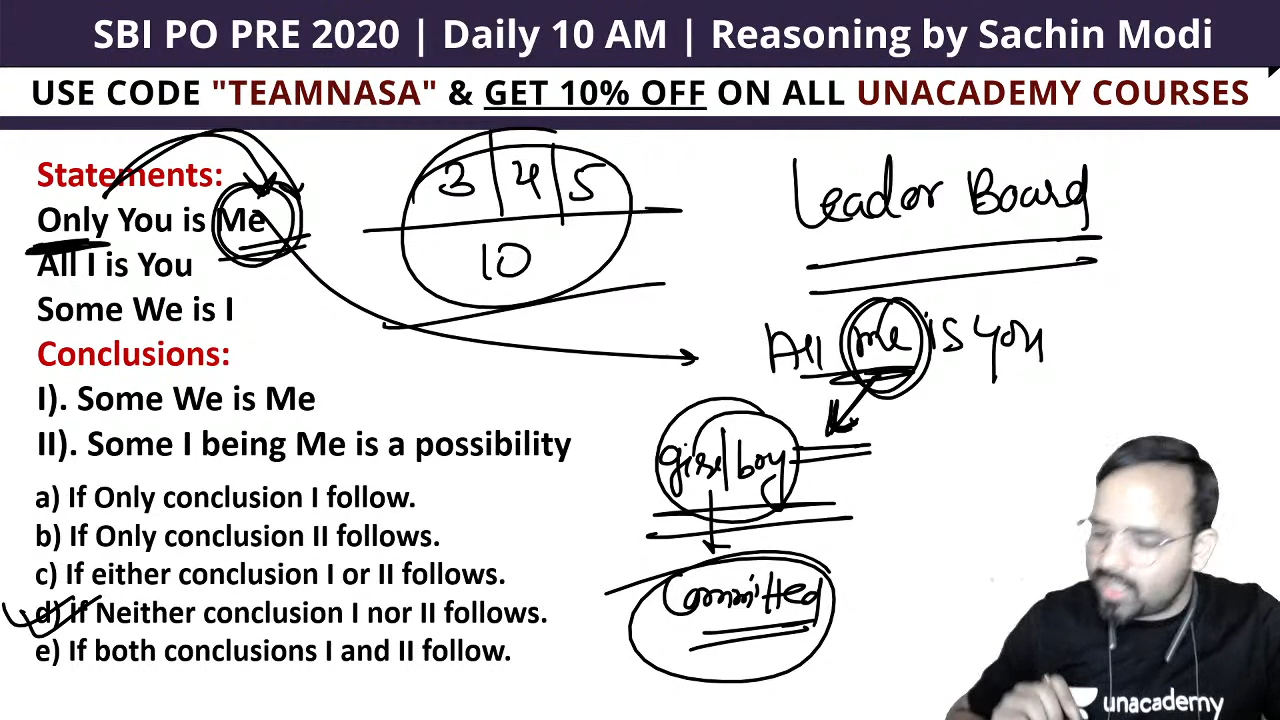 SBI PO PRE 2020 | Daily 10 AM | Reasoning by Sachin Modi
USE CODE "TEAMNASA" & GET 10% OFF ON ALL UNACADEMY COURSES
Statements:
Only You is Me
All I is You
Some We is I
Conclusions:
I). Some We is Me
II). Some I being Me is a possibility
a) If Only conclusion I follow.
b) If Only conclusion II follows.
c) If either conclusion I or II follows.
d) If Neither conclusion I nor II follows.
e) If both conclusions I and II follow.
3 4 5
10
Leador Board
All me is you
girl boy
Committed
unacademy